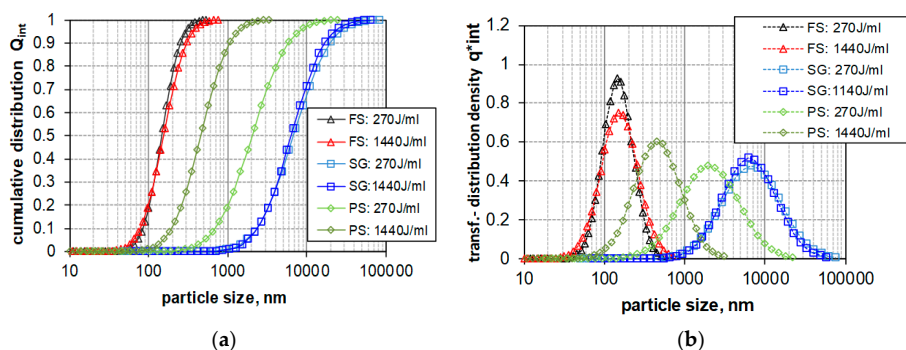 cumulative distribution Q_int
1
0.9
0.8
0.7
0.6
0.5
0.4
0.3
0.2
0.1
0
10 100 1000 10000 100000
particle size, nm
FS: 270J/ml
FS: 1440J/ml
SG: 270J/ml
SG:1440J/ml
PS: 270J/ml
PS: 1440J/ml
(a)
transf.- distribution density q*int
1.2
1
0.8
0.6
0.4
0.2
0
10 100 1000 10000 100000
particle size, nm
FS: 270J/ml
FS: 1440J/ml
SG: 270J/ml
SG:1140J/ml
PS: 270J/ml
PS: 1440J/ml
(b)